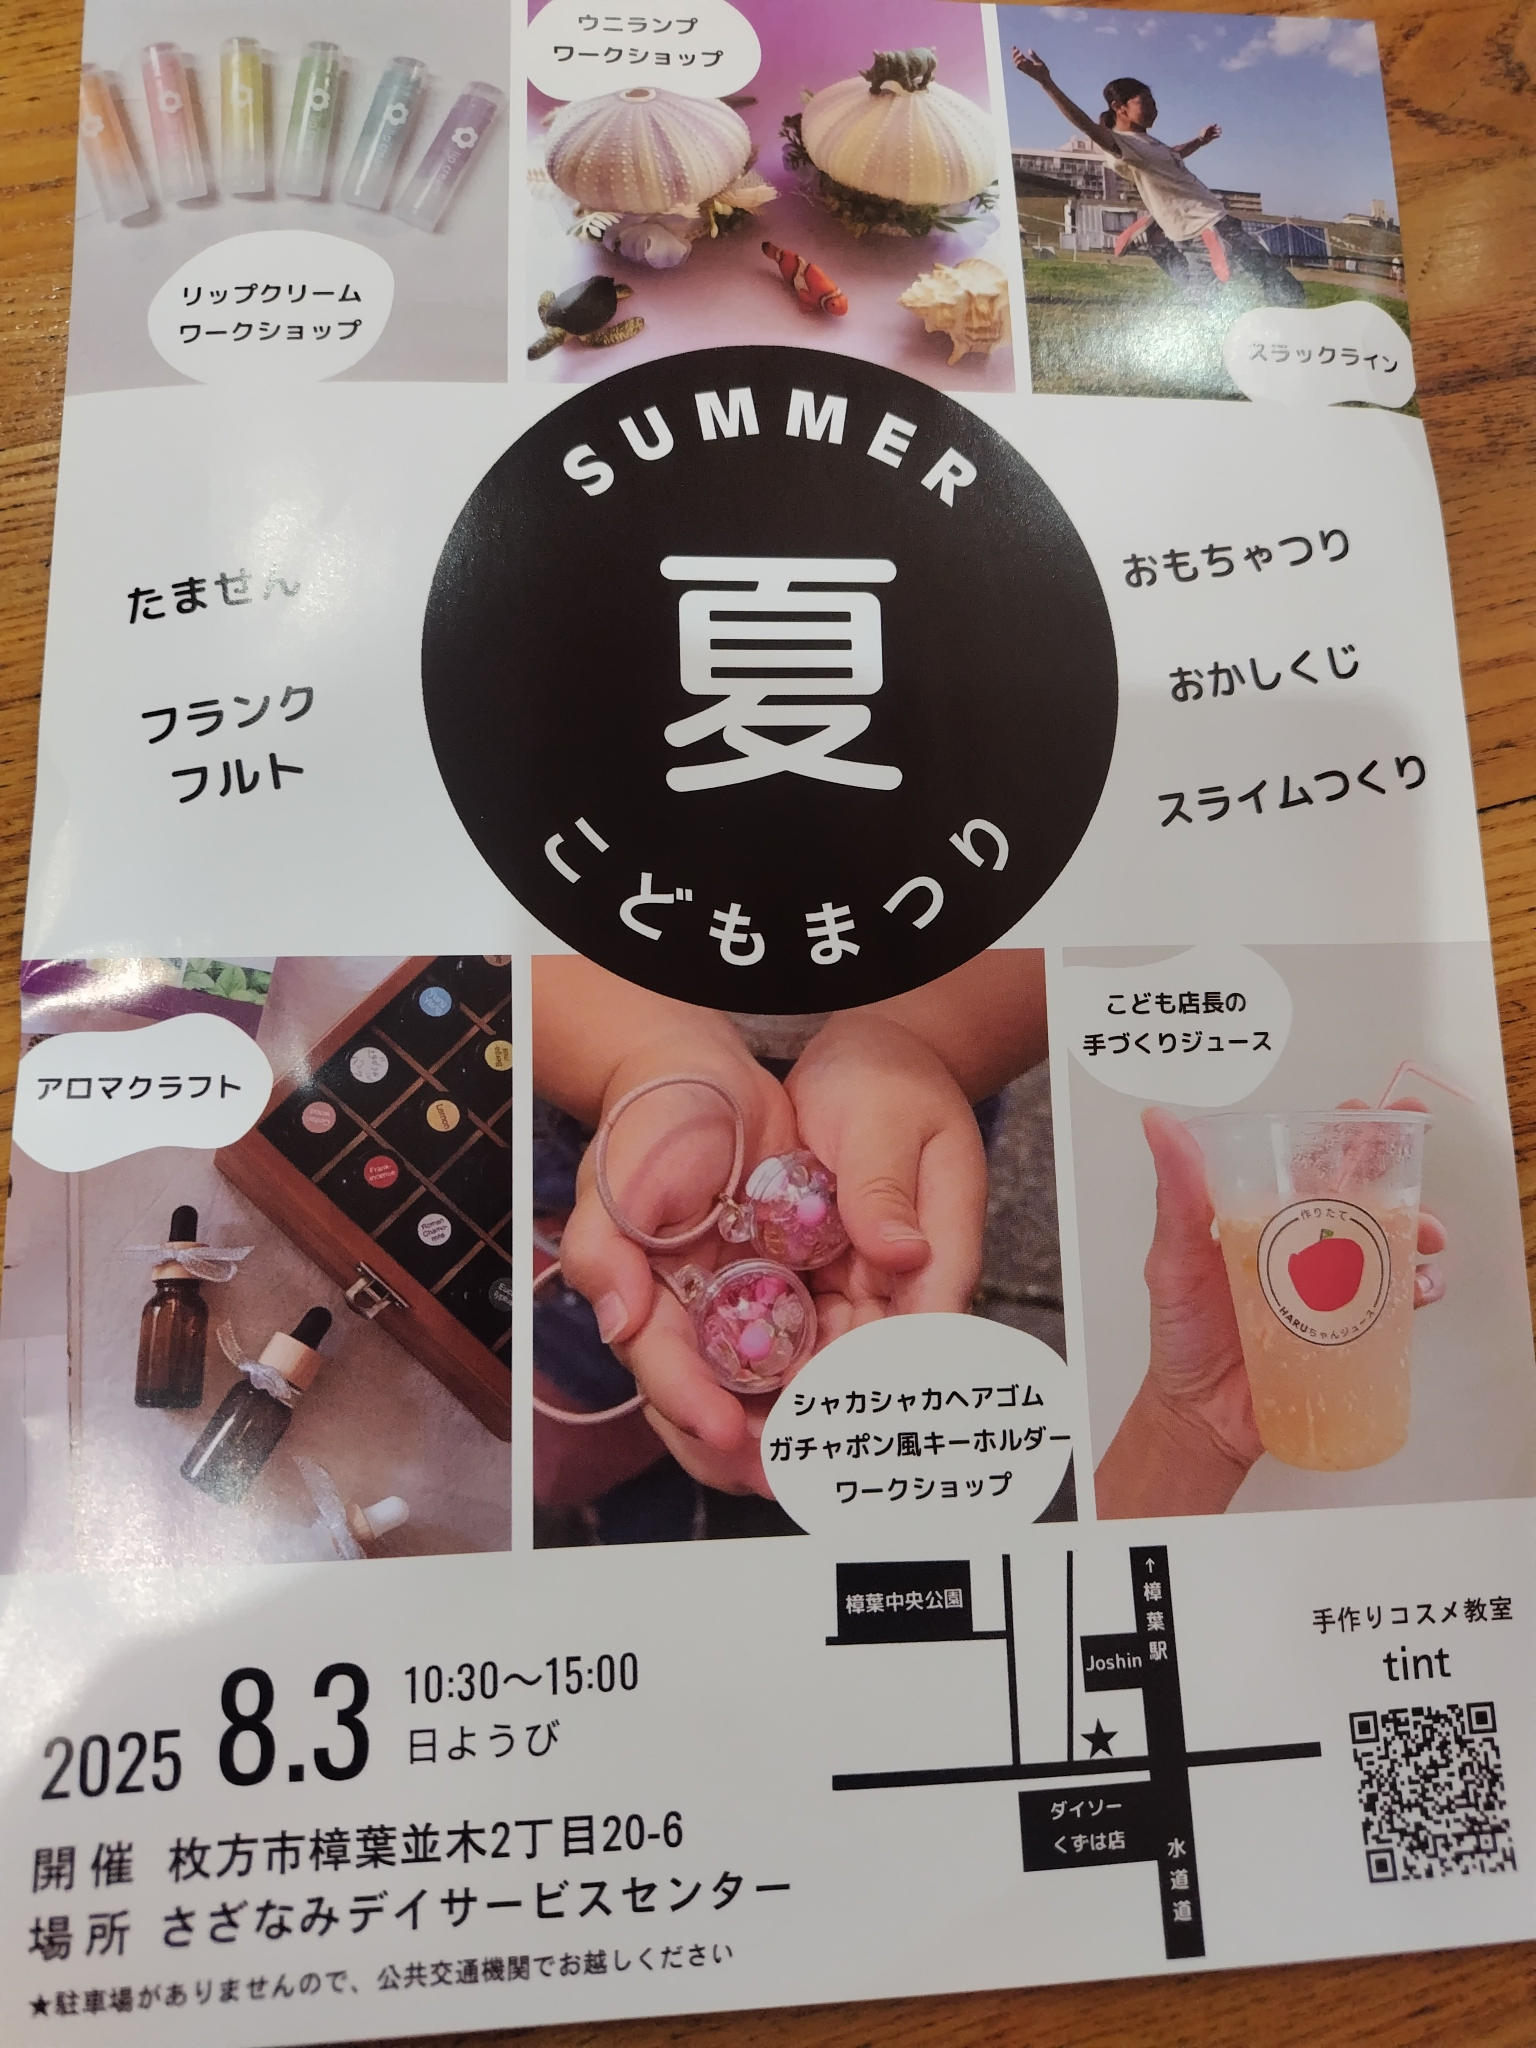 ウニランプ
ワークショップ
リップクリーム
ワークショップ
スラックライン
SUMMER
夏
こどもまつり
たません
フランク
フルト
おもちゃつり
おかしくじ
スライムつくり
アロマクラフト
Lemon
Frank-
incense
Roman
Chamo-
mile
シャカシャカヘアゴム
ガチャポン風キーホルダー
ワークショップ
こども店長の
手づくりジュース
作りたて
HARUちゃんジュース
2025 8.3 10:30〜15:00
日ようび
開催 枚方市樟葉並木2丁目20-6
場所 さざなみデイサービスセンター
★駐車場がありませんので、公共交通機関でお越しください
樟葉中央公園
↑樟葉駅
Joshin
★
ダイソー
くずは店
水道道
手作りコスメ教室
tint